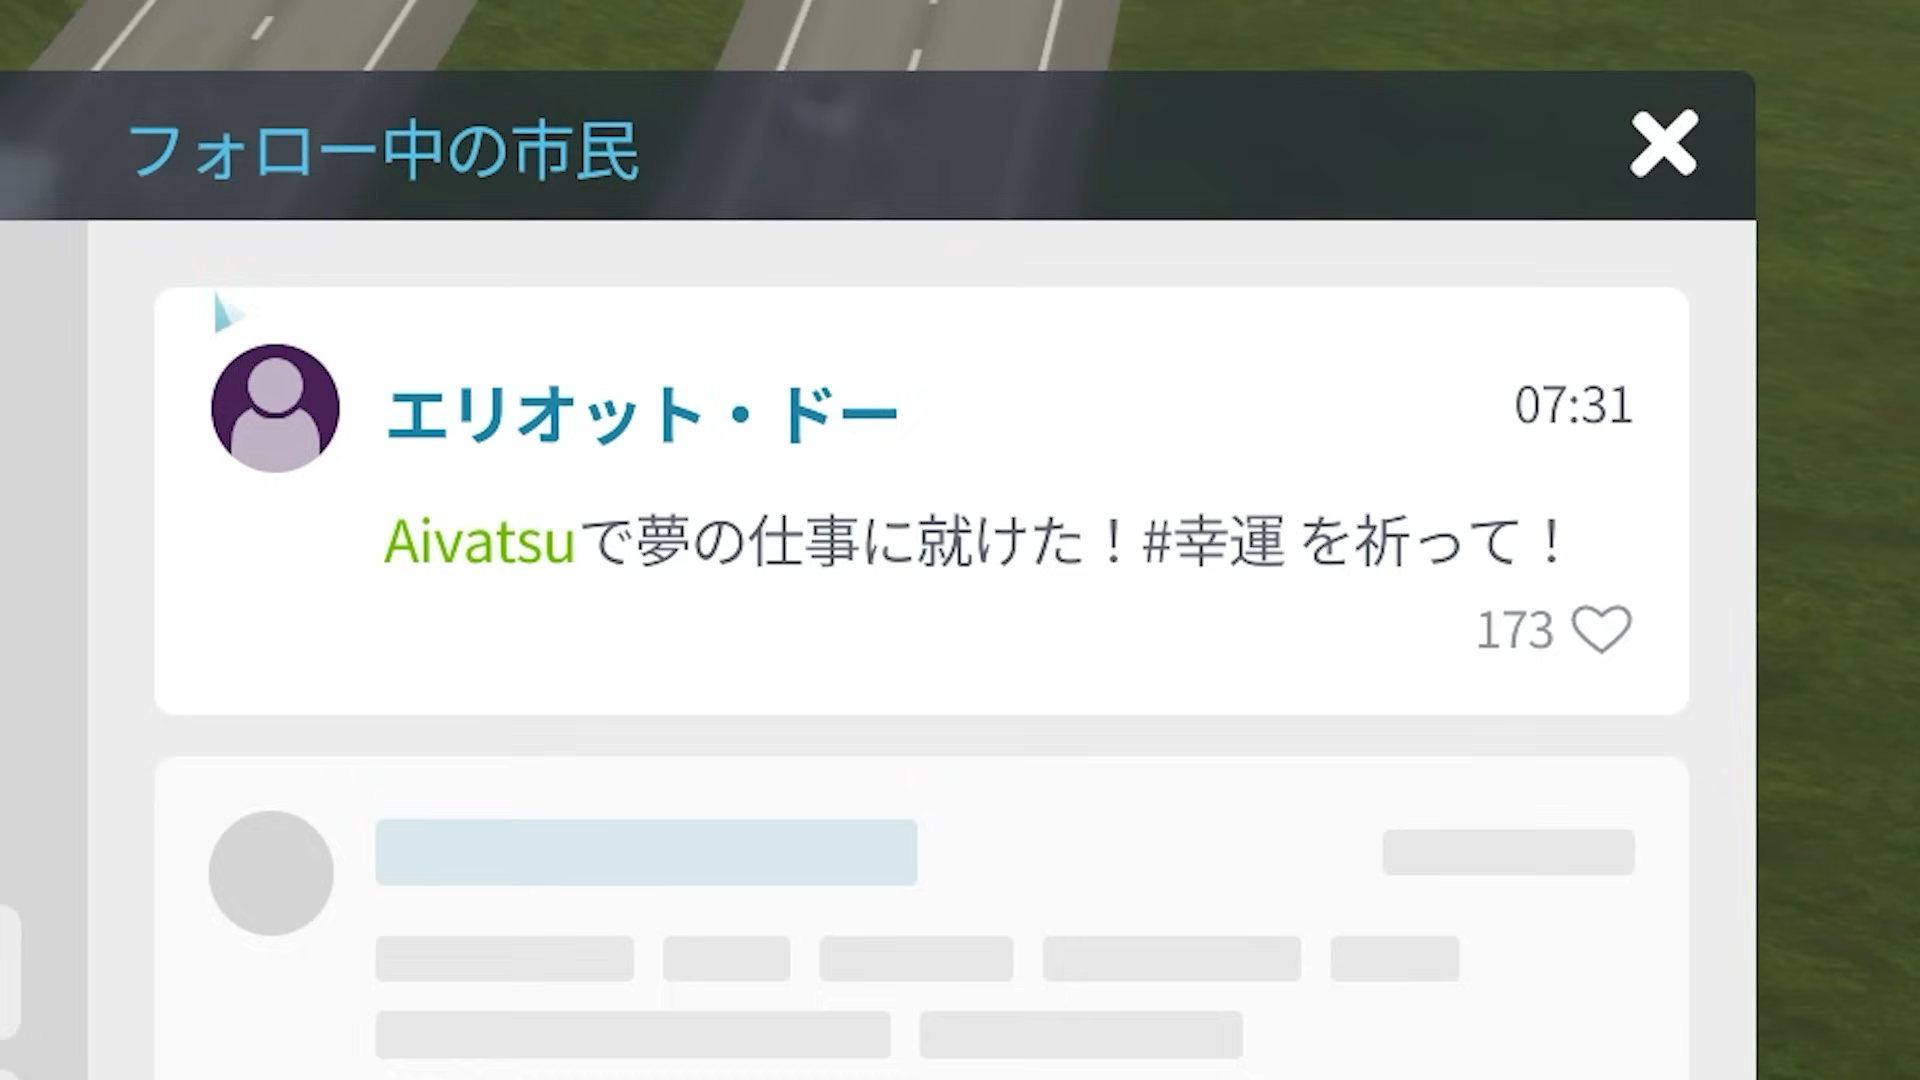 フォロー中の市民
エリオット・ドー
07:31
Aivatsuで夢の仕事に就けた！#幸運 を祈って！
173